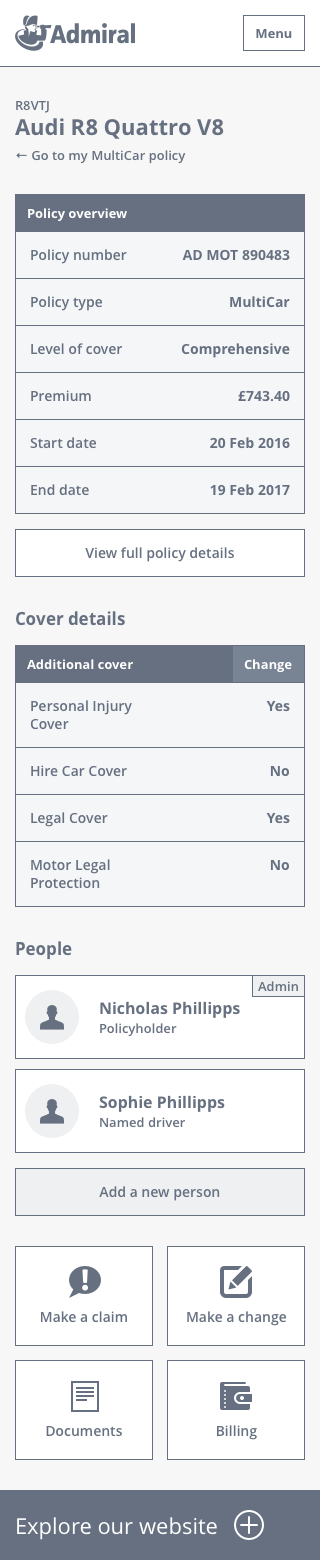 Admiral
Menu
R8VTJ
Audi R8 Quattro V8
← Go to my MultiCar policy
Policy overview
Policy number AD MOT 890483
Policy type MultiCar
Level of cover Comprehensive
Premium £743.40
Start date 20 Feb 2016
End date 19 Feb 2017
View full policy details
Cover details
Additional cover Change
Personal Injury Yes
Cover
Hire Car Cover No
Legal Cover Yes
Motor Legal No
Protection
People
Admin
Nicholas Phillipps
Policyholder
Sophie Phillipps
Named driver
Add a new person
Make a claim Make a change
Documents Billing
Explore our website